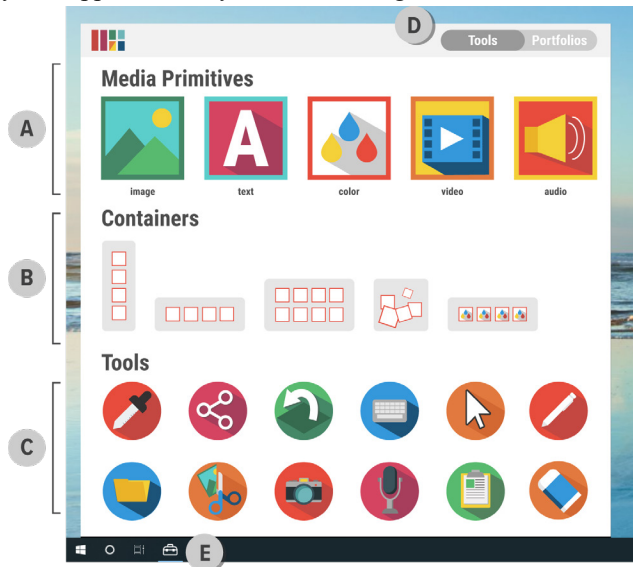 D
Tools Portfolios
Media Primitives
A
A
image text color video audio
Containers
B
Tools
C
E